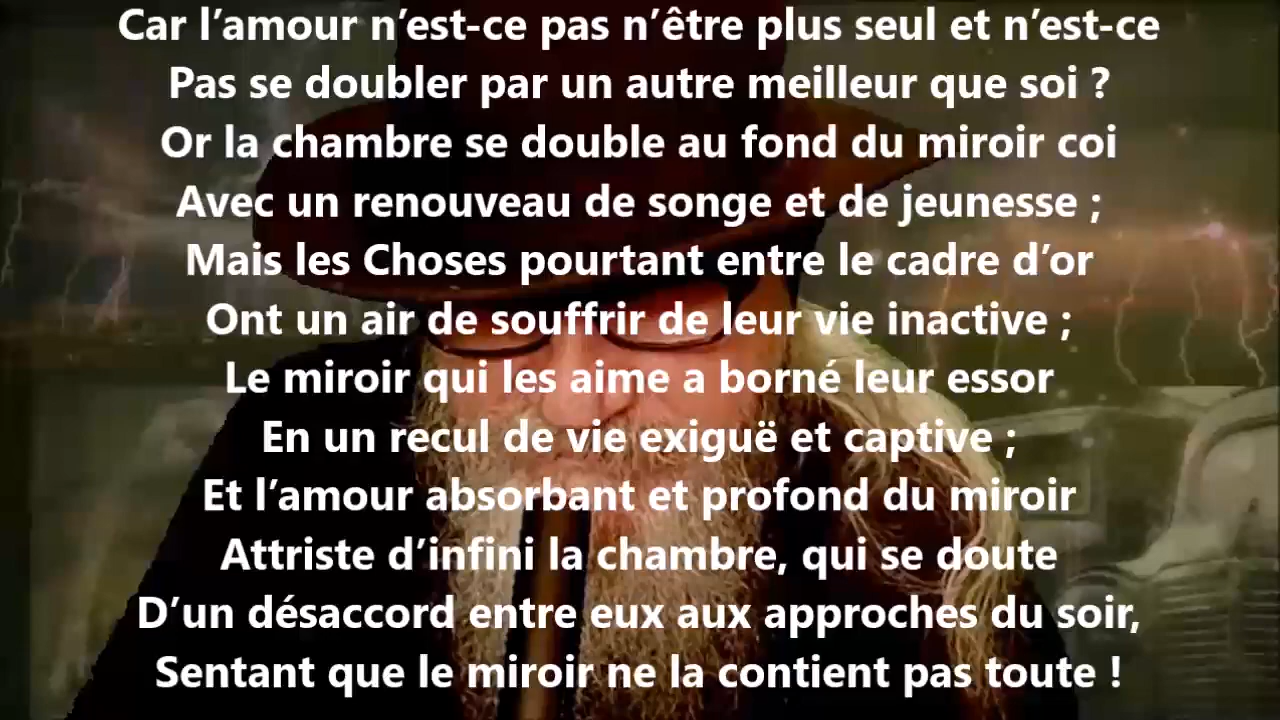 Car l’amour n’est-ce pas n’être plus seul et n’est-ce
Pas se doubler par un autre meilleur que soi ?
Or la chambre se double au fond du miroir coi
Avec un renouveau de songe et de jeunesse ;
Mais les Choses pourtant entre le cadre d’or
Ont un air de souffrir de leur vie inactive ;
Le miroir qui les aime a borné leur essor
En un recul de vie exiguë et captive ;
Et l’amour absorbant et profond du miroir
Attriste d’infini la chambre, qui se doute
D’un désaccord entre eux aux approches du soir,
Sentant que le miroir ne la contient pas toute !